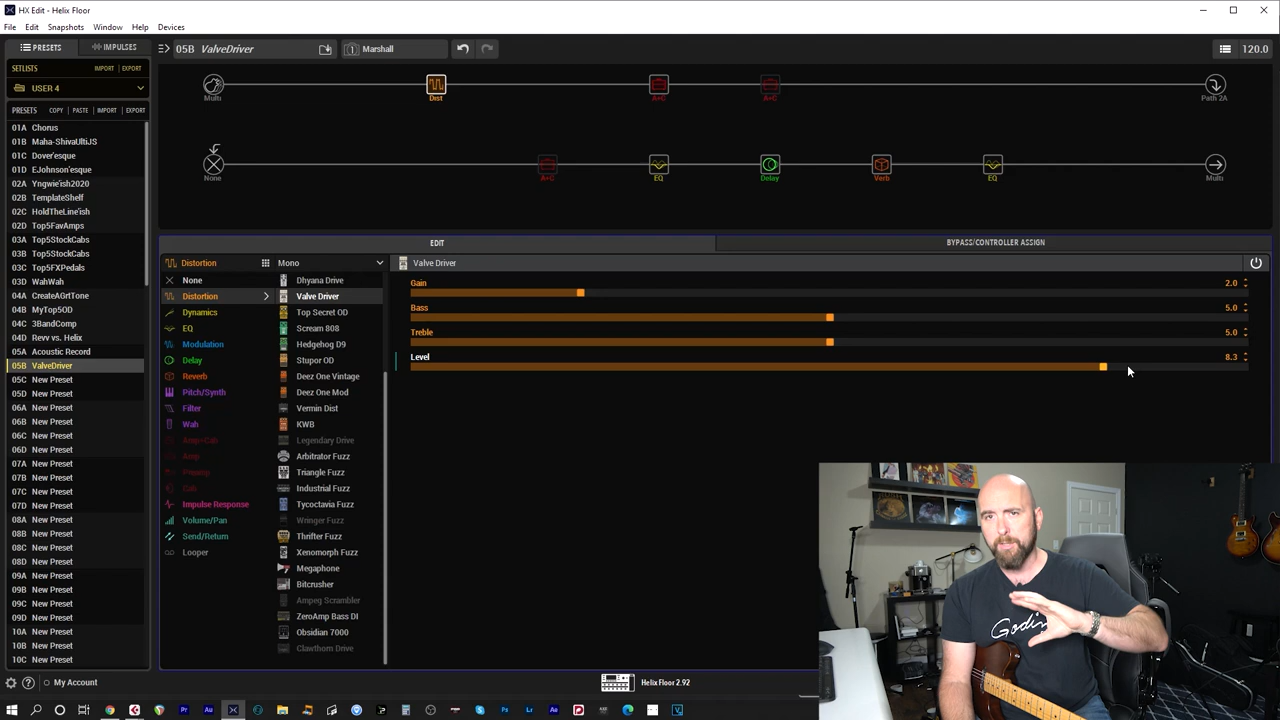 HX Edit - Helix Floor
File Edit Snapshots Window Help Devices
PRESETS IMPULSES
05B ValveDriver
1 Marshall
120.0
SETLISTS IMPORT EXPORT
USER 4
PRESETS COPY PASTE IMPORT EXPORT
01A Chorus
01B Maha-ShivaUltiJS
01C Dover'esque
01D EJohnson'esque
02A Yngwie'ish2020
02B TemplateShelf
02C HoldTheLine'ish
02D Top5FavAmps
03A Top5StockCabs
03B Top5StockCabs
03C Top5FXPedals
03D WahWah
04A CreateAGrtTone
04B MyTop5OD
04C 3BandComp
04D Revv vs. Helix
05A Acoustic Record
05B ValveDriver
05C New Preset
05D New Preset
06A New Preset
06B New Preset
06C New Preset
06D New Preset
07A New Preset
07B New Preset
07C New Preset
07D New Preset
08A New Preset
08B New Preset
08C New Preset
08D New Preset
09A New Preset
09B New Preset
09C New Preset
09D New Preset
10A New Preset
10B New Preset
10C New Preset
Multi Dist A+C A+C Path 2A
None A+C EQ Delay Verb EQ Multi
EDIT BYPASS/CONTROLLER ASSIGN
Distortion Mono
None
Distortion
Dynamics
EQ
Modulation
Delay
Reverb
Pitch/Synth
Filter
Wah
Amp+Cab
Amp
Preamp
Cab
Impulse Response
Volume/Pan
Send/Return
Looper
Dhyana Drive
Valve Driver
Top Secret OD
Scream 808
Hedgehog D9
Stupor OD
Deez One Vintage
Deez One Mod
Vermin Dist
KWB
Legendary Drive
Arbitrator Fuzz
Triangle Fuzz
Industrial Fuzz
Tycoctavia Fuzz
Wringer Fuzz
Thrifter Fuzz
Xenomorph Fuzz
Megaphone
Bitcrusher
Ampeg Scrambler
ZeroAmp Bass DI
Obsidian 7000
Clawthorn Drive
Valve Driver
Gain 2.0
Bass 5.0
Treble 5.0
Level 8.3
Godin
My Account
Helix Floor 2.92